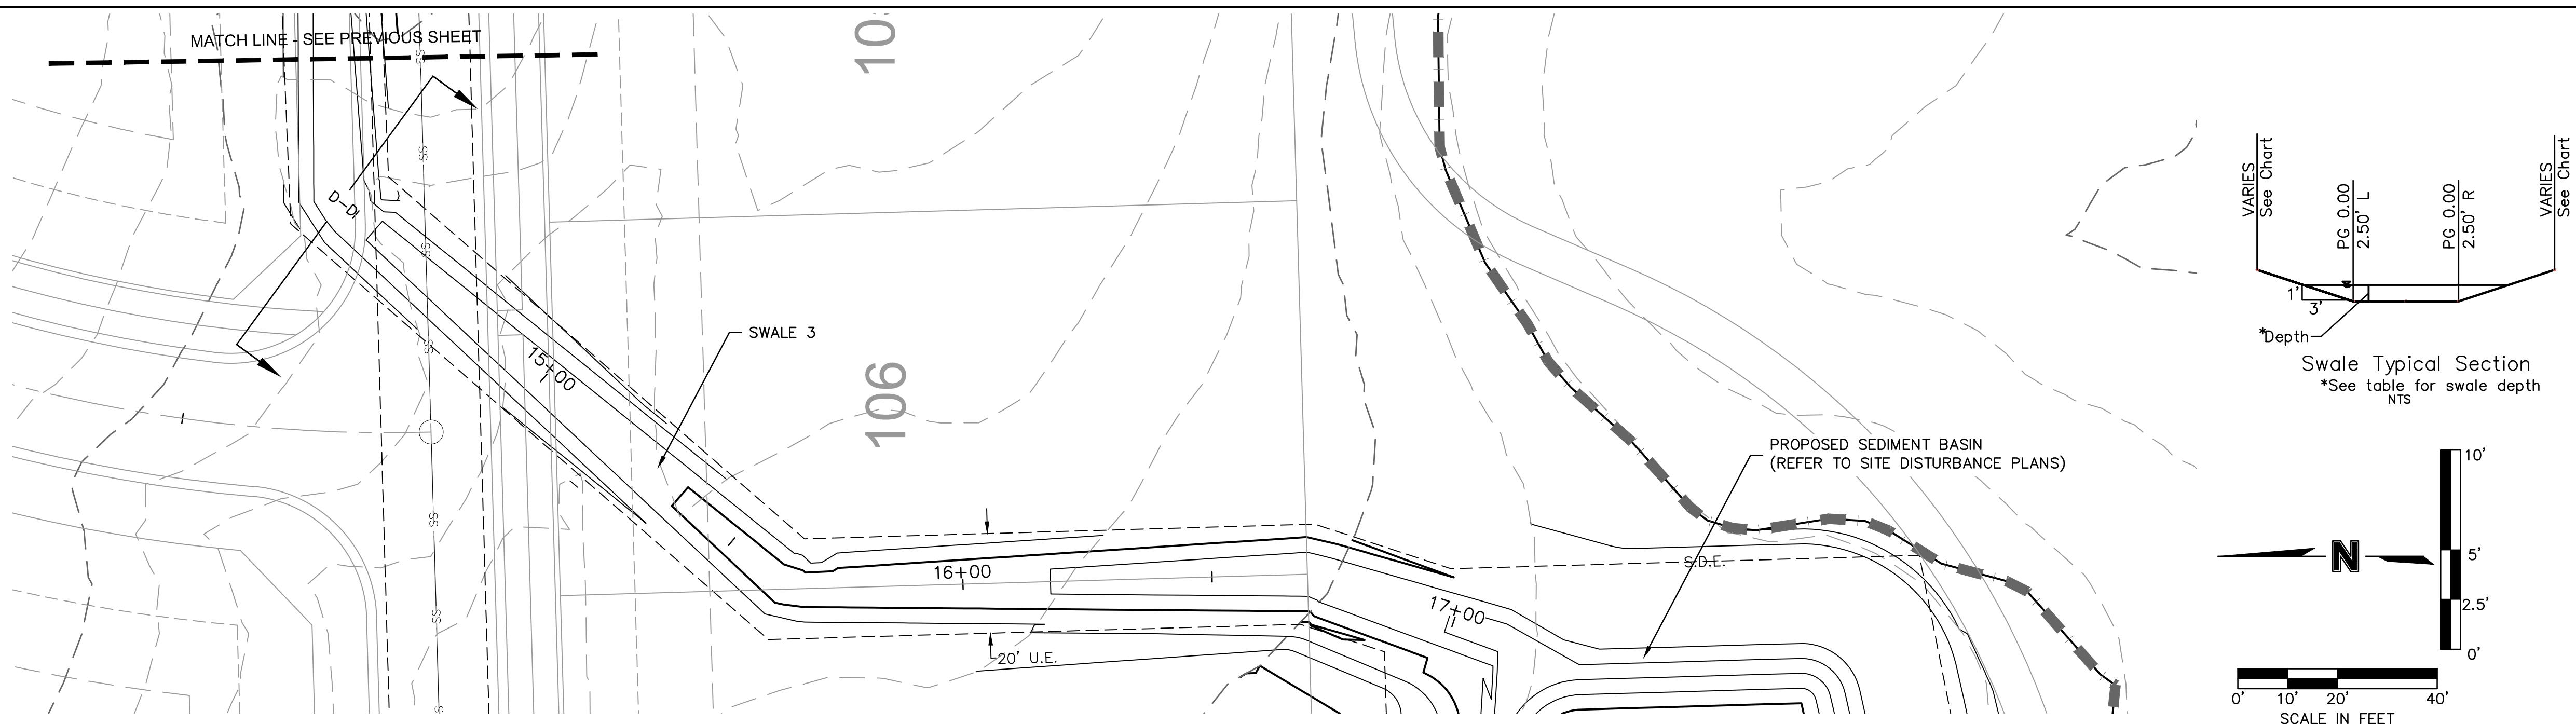 MATCH LINE - SEE PREVIOUS SHEET
106
D-D
SS
SS
SS
SS
SS
SS
SS
15+00
SWALE 3
16+00
20' U.E.
17+00
S.D.E.
PROPOSED SEDIMENT BASIN
(REFER TO SITE DISTURBANCE PLANS)
VARIES
See Chart
PG 0.00
2.50' L
PG 0.00
2.50' R
VARIES
See Chart
1'
3'
*Depth
Swale Typical Section
*See table for swale depth
NTS
N
10'
5'
2.5'
0'
0' 10' 20' 40'
SCALE IN FEET